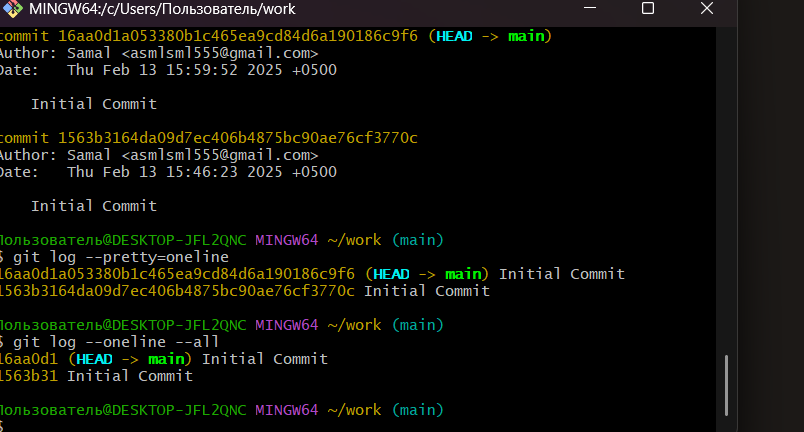 MINGW64:/c/Users/Пользователь/work
commit 16aa0d1a053380b1c465ea9cd84d6a190186c9f6 (HEAD -> main)
Author: Samal <asmlsml555@gmail.com>
Date:   Thu Feb 13 15:59:52 2025 +0500
Initial Commit
commit 1563b3164da09d7ec406b4875bc90ae76cf3770c
Author: Samal <asmlsml555@gmail.com>
Date:   Thu Feb 13 15:46:23 2025 +0500
Initial Commit
Пользователь@DESKTOP-JFL2QNC MINGW64 ~/work (main)
$ git log --pretty=oneline
16aa0d1a053380b1c465ea9cd84d6a190186c9f6 (HEAD -> main) Initial Commit
1563b3164da09d7ec406b4875bc90ae76cf3770c Initial Commit
Пользователь@DESKTOP-JFL2QNC MINGW64 ~/work (main)
$ git log --oneline --all
16aa0d1 (HEAD -> main) Initial Commit
1563b31 Initial Commit
Пользователь@DESKTOP-JFL2QNC MINGW64 ~/work (main)
$